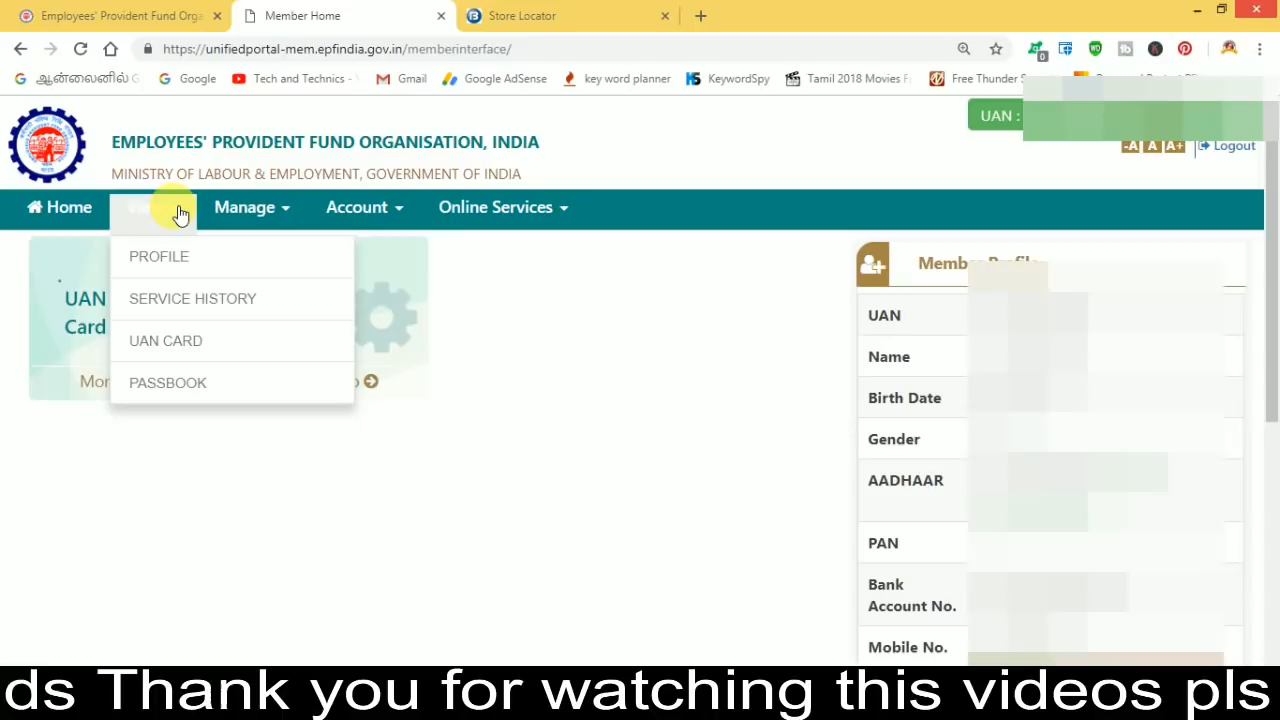 Employees' Provident Fund Orga
Member Home
Store Locator
https://unifiedportal-mem.epfindia.gov.in/memberinterface/
ஆன்லைனில் G
Google
Tech and Technics -
Gmail
Google AdSense
key word planner
KeywordSpy
Tamil 2018 Movies F
Free Thunder S
UAN :
EMPLOYEES' PROVIDENT FUND ORGANISATION, INDIA
MINISTRY OF LABOUR & EMPLOYMENT, GOVERNMENT OF INDIA
-A A A+ Logout
Home
Manage
Account
Online Services
PROFILE
SERVICE HISTORY
UAN CARD
PASSBOOK
UAN
Card
Mor
Member Profile
UAN
Name
Birth Date
Gender
AADHAAR
PAN
Bank
Account No.
Mobile No.
ds Thank you for watching this videos pls